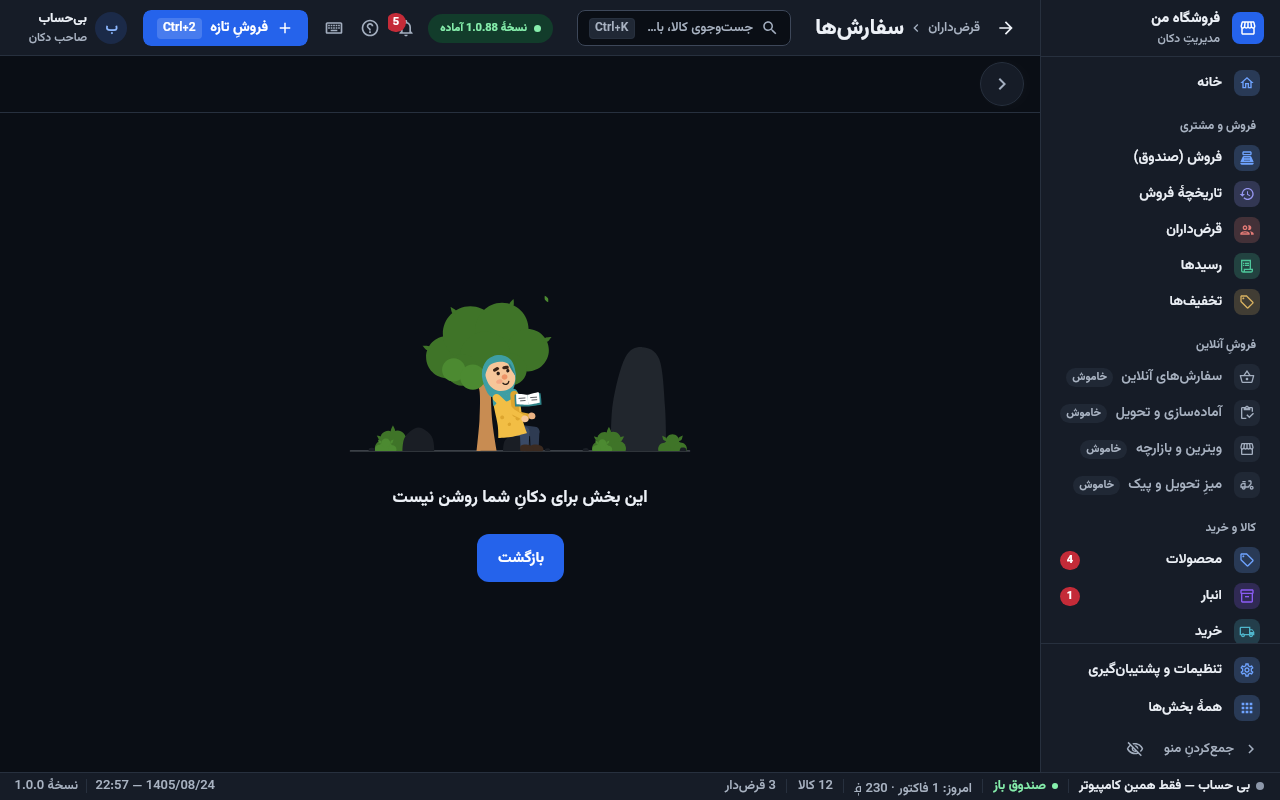 فروشگاه من
مدیریتِ دکان
خانه
فروش و مشتری
فروش (صندوق)
تاریخچهٔ فروش
قرض‌داران
رسیدها
تخفیف‌ها
فروشِ آنلاین
سفارش‌های آنلاین خاموش
آماده‌سازی و تحویل خاموش
ویترین و بازارچه خاموش
میزِ تحویل و پیک خاموش
کالا و خرید
محصولات 4
انبار 1
خرید
تنظیمات و پشتیبان‌گیری
همهٔ بخش‌ها
جمع‌کردنِ منو
قرض‌داران › سفارش‌ها
جست‌وجوی کالا، با… Ctrl+K
نسخهٔ 1.0.88 آماده
5
فروشِ تازه Ctrl+2
بی‌حساب
صاحب دکان
ب
این بخش برای دکانِ شما روشن نیست
بازگشت
بی حساب — فقط همین کامپیوتر
صندوق باز
امروز: 1 فاکتور · 230 ؋
12 کالا
3 قرض‌دار
1405/08/24 — 22:57
نسخهٔ 1.0.0